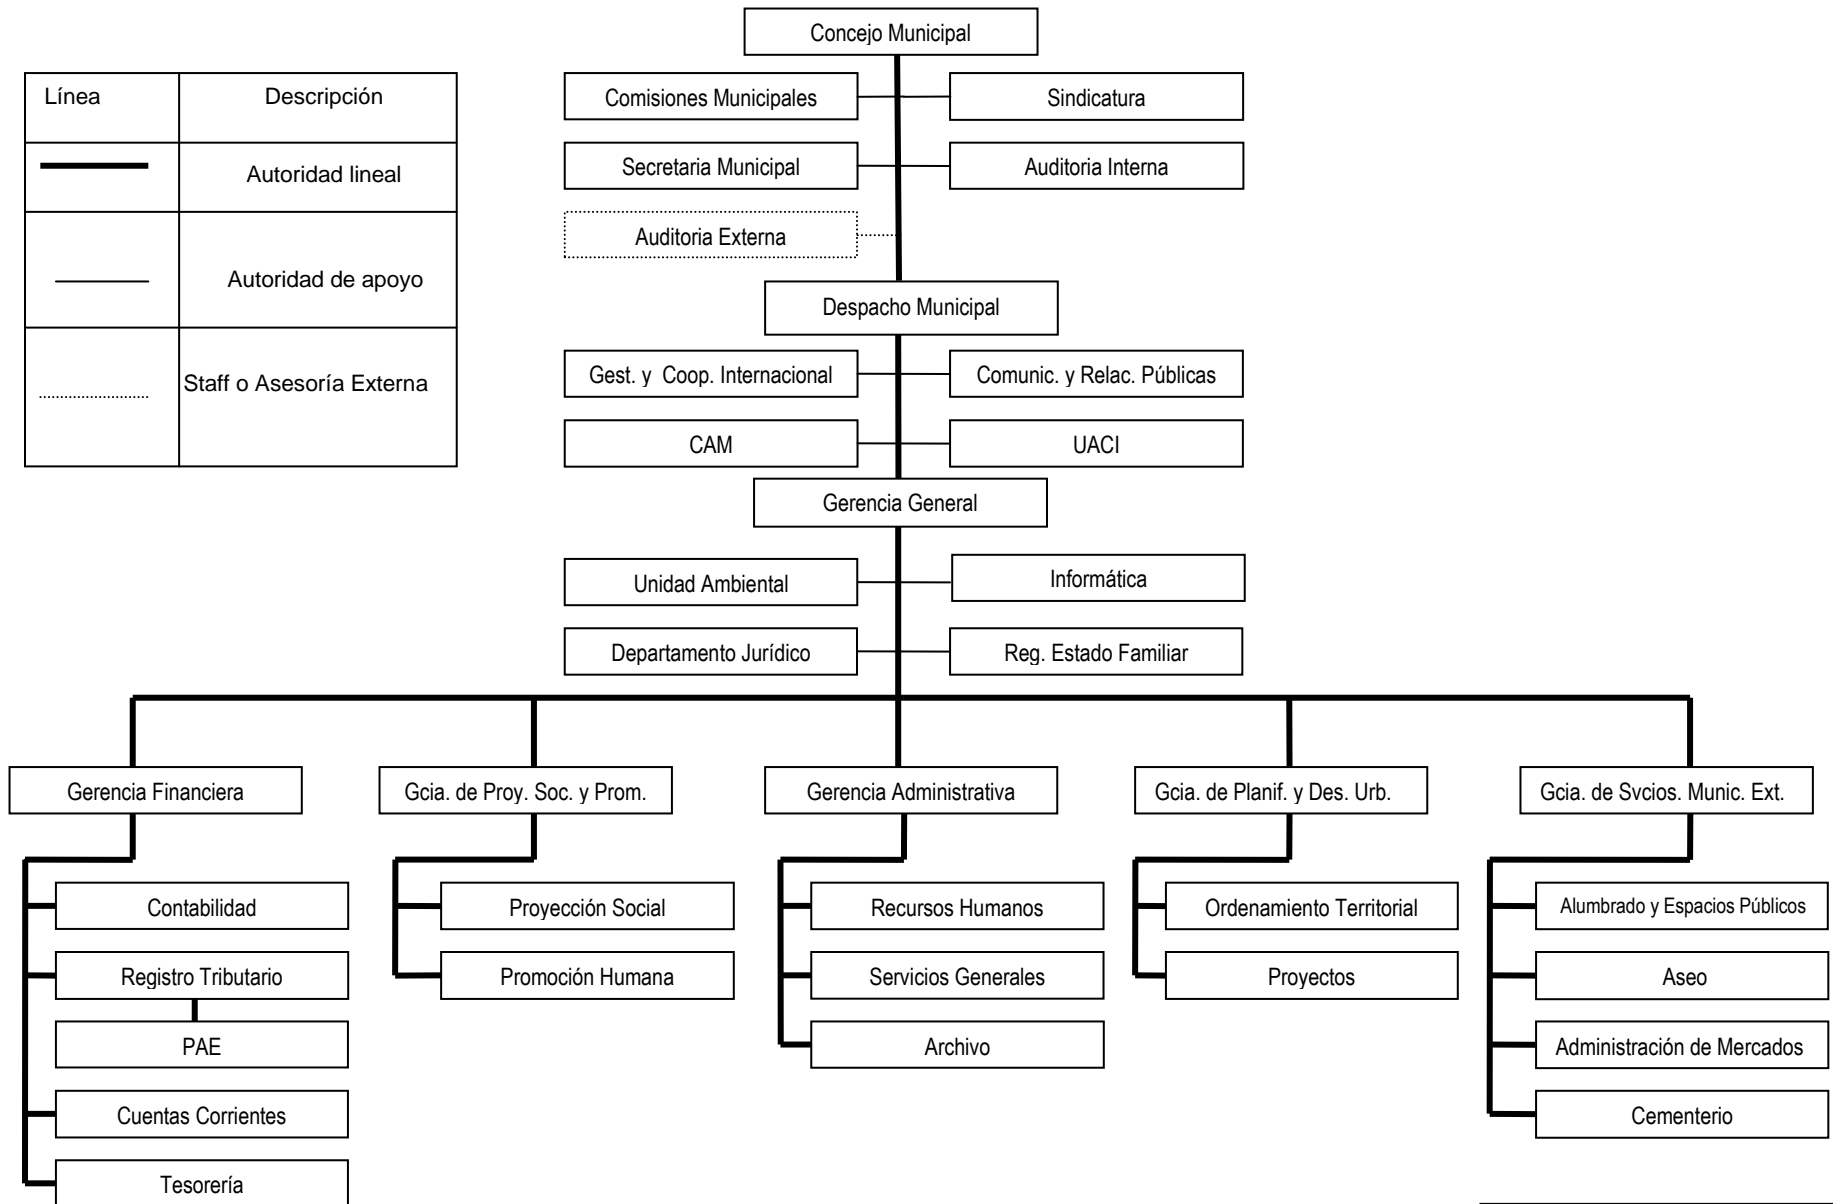 Concejo Municipal
Línea Descripción
Autoridad lineal
Autoridad de apoyo
Staff o Asesoría Externa
Comisiones Municipales
Sindicatura
Secretaria Municipal
Auditoria Interna
Auditoria Externa
Despacho Municipal
Gest. y Coop. Internacional
Comunic. y Relac. Públicas
CAM
UACI
Gerencia General
Unidad Ambiental
Informática
Departamento Jurídico
Reg. Estado Familiar
Gerencia Financiera
Gcia. de Proy. Soc. y Prom.
Gerencia Administrativa
Gcia. de Planif. y Des. Urb.
Gcia. de Svcios. Munic. Ext.
Contabilidad
Registro Tributario
PAE
Cuentas Corrientes
Tesorería
Proyección Social
Promoción Humana
Recursos Humanos
Servicios Generales
Archivo
Ordenamiento Territorial
Proyectos
Alumbrado y Espacios Públicos
Aseo
Administración de Mercados
Cementerio